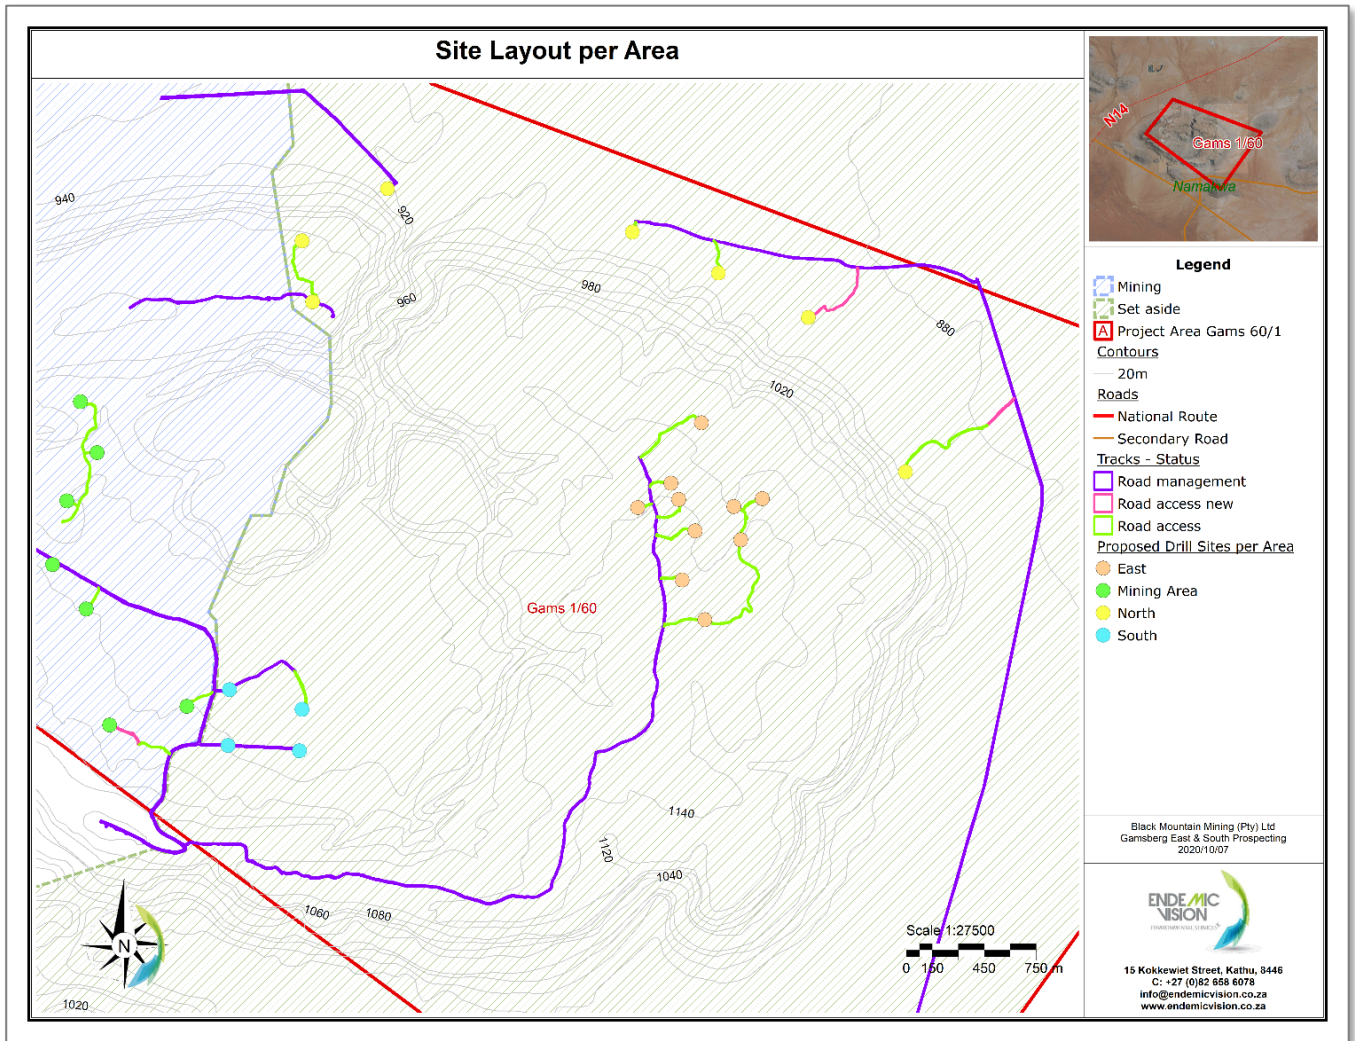 Site Layout per Area
940
920
960
980
880
1020
Gams 1/60
1140
1120
1040
1060
1080
1020
N
Scale 1:27500
0 150 450 750 m
N14
Gams 1/60
Namakwa
Legend
Mining
Set aside
A Project Area Gams 60/1
Contours
20m
Roads
National Route
Secondary Road
Tracks - Status
Road management
Road access new
Road access
Proposed Drill Sites per Area
East
Mining Area
North
South
Black Mountain Mining (Pty) Ltd
Gamsberg East & South Prospecting
2020/10/07
ENDEMIC
VISION
ENVIRONMENTAL SERVICES
15 Kokkewiet Street, Kathu, 8446
C: +27 (0)82 658 6078
info@endemicvision.co.za
www.endemicvision.co.za